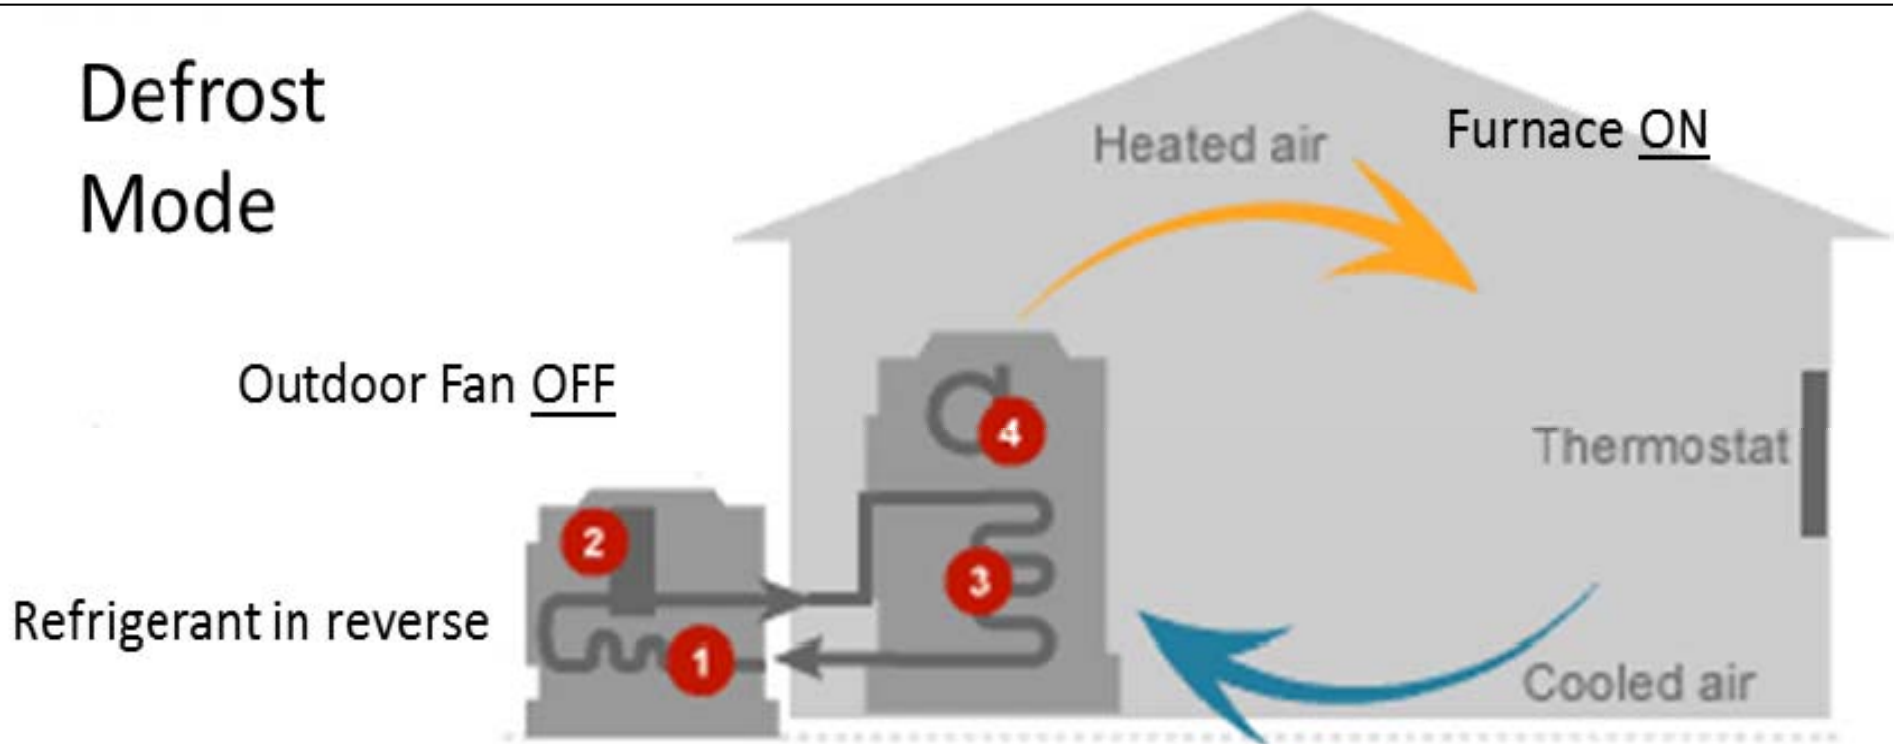 Defrost
Mode
Heated air
Furnace ON
Outdoor Fan OFF
4
Thermostat
2
3
Refrigerant in reverse
1
Cooled air